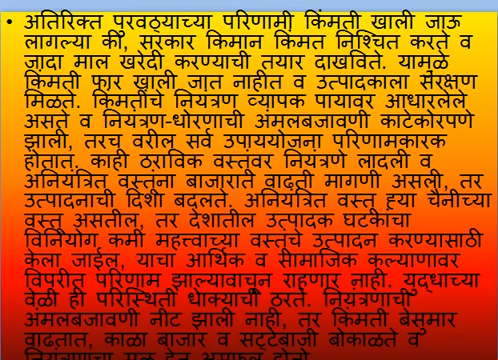 • अतिरिक्त पुरवठ्याच्या परिणामी किंमती खाली जाऊ
लागल्या की, सरकार किमान किंमत निश्चित करते व
जादा माल खरेदी करण्याची तयार दाखविते. यामुळे
किंमती फार खाली जात नाहीत व उत्पादकाला संरक्षण
मिळते. किंमतींचे नियंत्रण व्यापक पायावर आधारलेले
असते व नियंत्रण-धोरणाची अंमलबजावणी काटेकोरपणे
झाली, तरच वरील सर्व उपाययोजना परिणामकारक
होतात. काही ठराविक वस्तूंवर नियंत्रणे लादली व
अनियंत्रित वस्तूंना बाजारात वाढती मागणी असली, तर
उत्पादनाची दिशा बदलते. अनियंत्रित वस्तू ह्या चैनीच्या
वस्तू असतील, तर देशातील उत्पादक घटकांचा
विनियोग कमी महत्त्वाच्या वस्तूंचे उत्पादन करण्यासाठी
केला जाईल, याचा आर्थिक व सामाजिक कल्याणावर
विपरीत परिणाम झाल्यावाचून राहणार नाही. युद्धाच्या
वेळी ही परिस्थिती धोक्याची ठरते. नियंत्रणाची
अंमलबजावणी नीट झाली नाही, तर किंमती बेसुमार
वाढतात, काळा बाजार व सट्टेबाजी बोकाळते व
नियंत्रणाचा मूळ हेतू असफल होतो